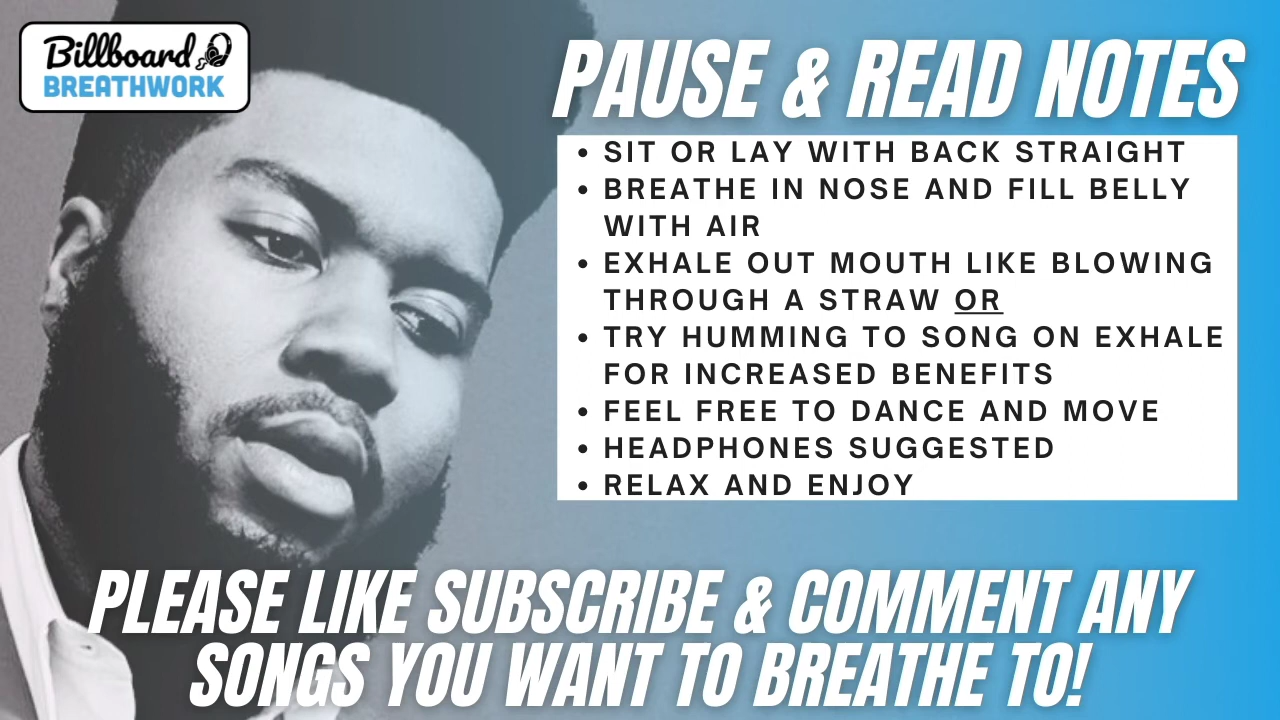 Billboard
BREATHWORK
PAUSE & READ NOTES
• SIT OR LAY WITH BACK STRAIGHT
• BREATHE IN NOSE AND FILL BELLY
WITH AIR
• EXHALE OUT MOUTH LIKE BLOWING
THROUGH A STRAW OR
• TRY HUMMING TO SONG ON EXHALE
FOR INCREASED BENEFITS
• FEEL FREE TO DANCE AND MOVE
• HEADPHONES SUGGESTED
• RELAX AND ENJOY
PLEASE LIKE SUBSCRIBE & COMMENT ANY
SONGS YOU WANT TO BREATHE TO!